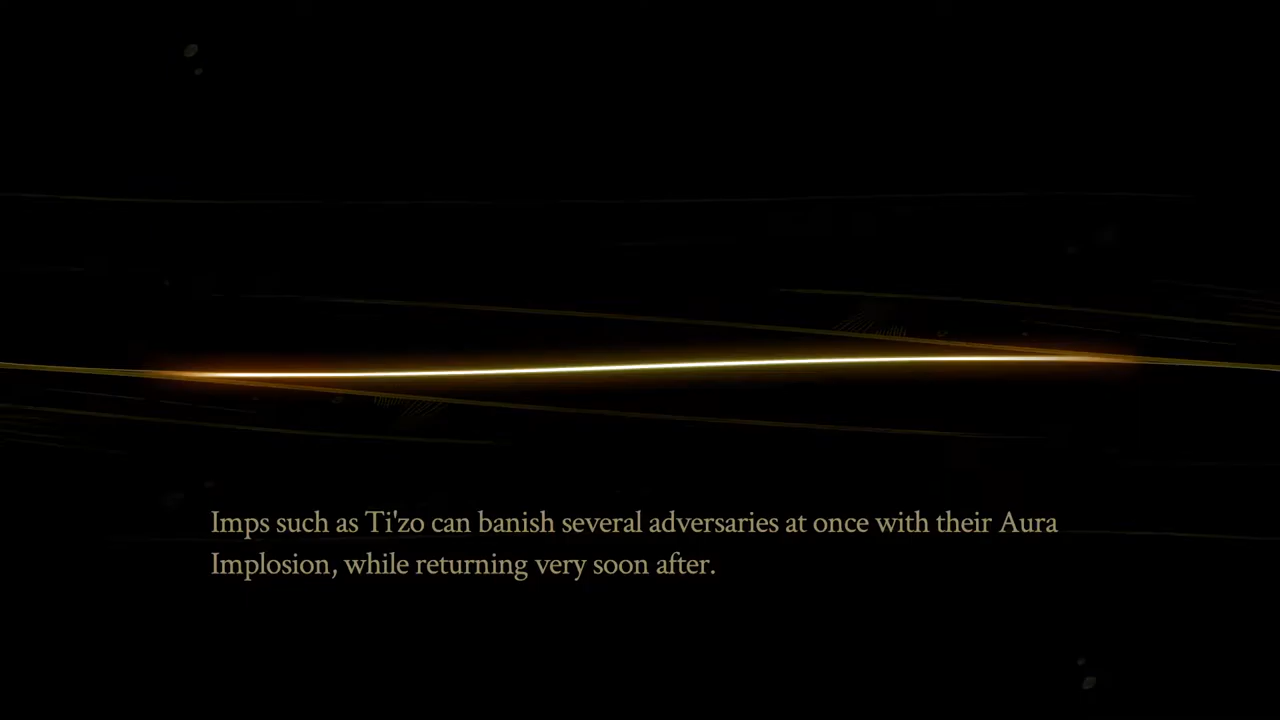 Imps such as Ti'zo can banish several adversaries at once with their Aura
Implosion, while returning very soon after.